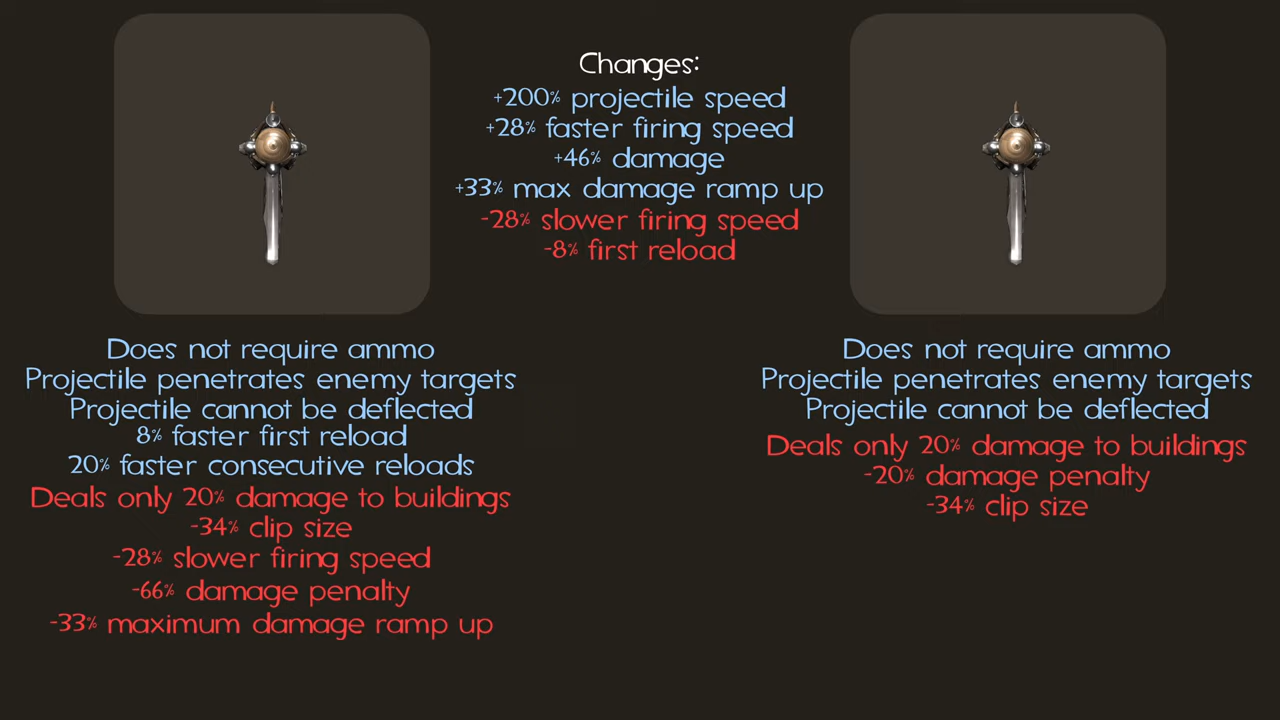 Changes:
+200% projectile speed
+28% faster firing speed
+46% damage
+33% max damage ramp up
-28% slower firing speed
-8% first reload
Does not require ammo
Projectile penetrates enemy targets
Projectile cannot be deflected
8% faster first reload
20% faster consecutive reloads
Deals only 20% damage to buildings
-34% clip size
-28% slower firing speed
-66% damage penalty
-33% maximum damage ramp up
Does not require ammo
Projectile penetrates enemy targets
Projectile cannot be deflected
Deals only 20% damage to buildings
-20% damage penalty
-34% clip size